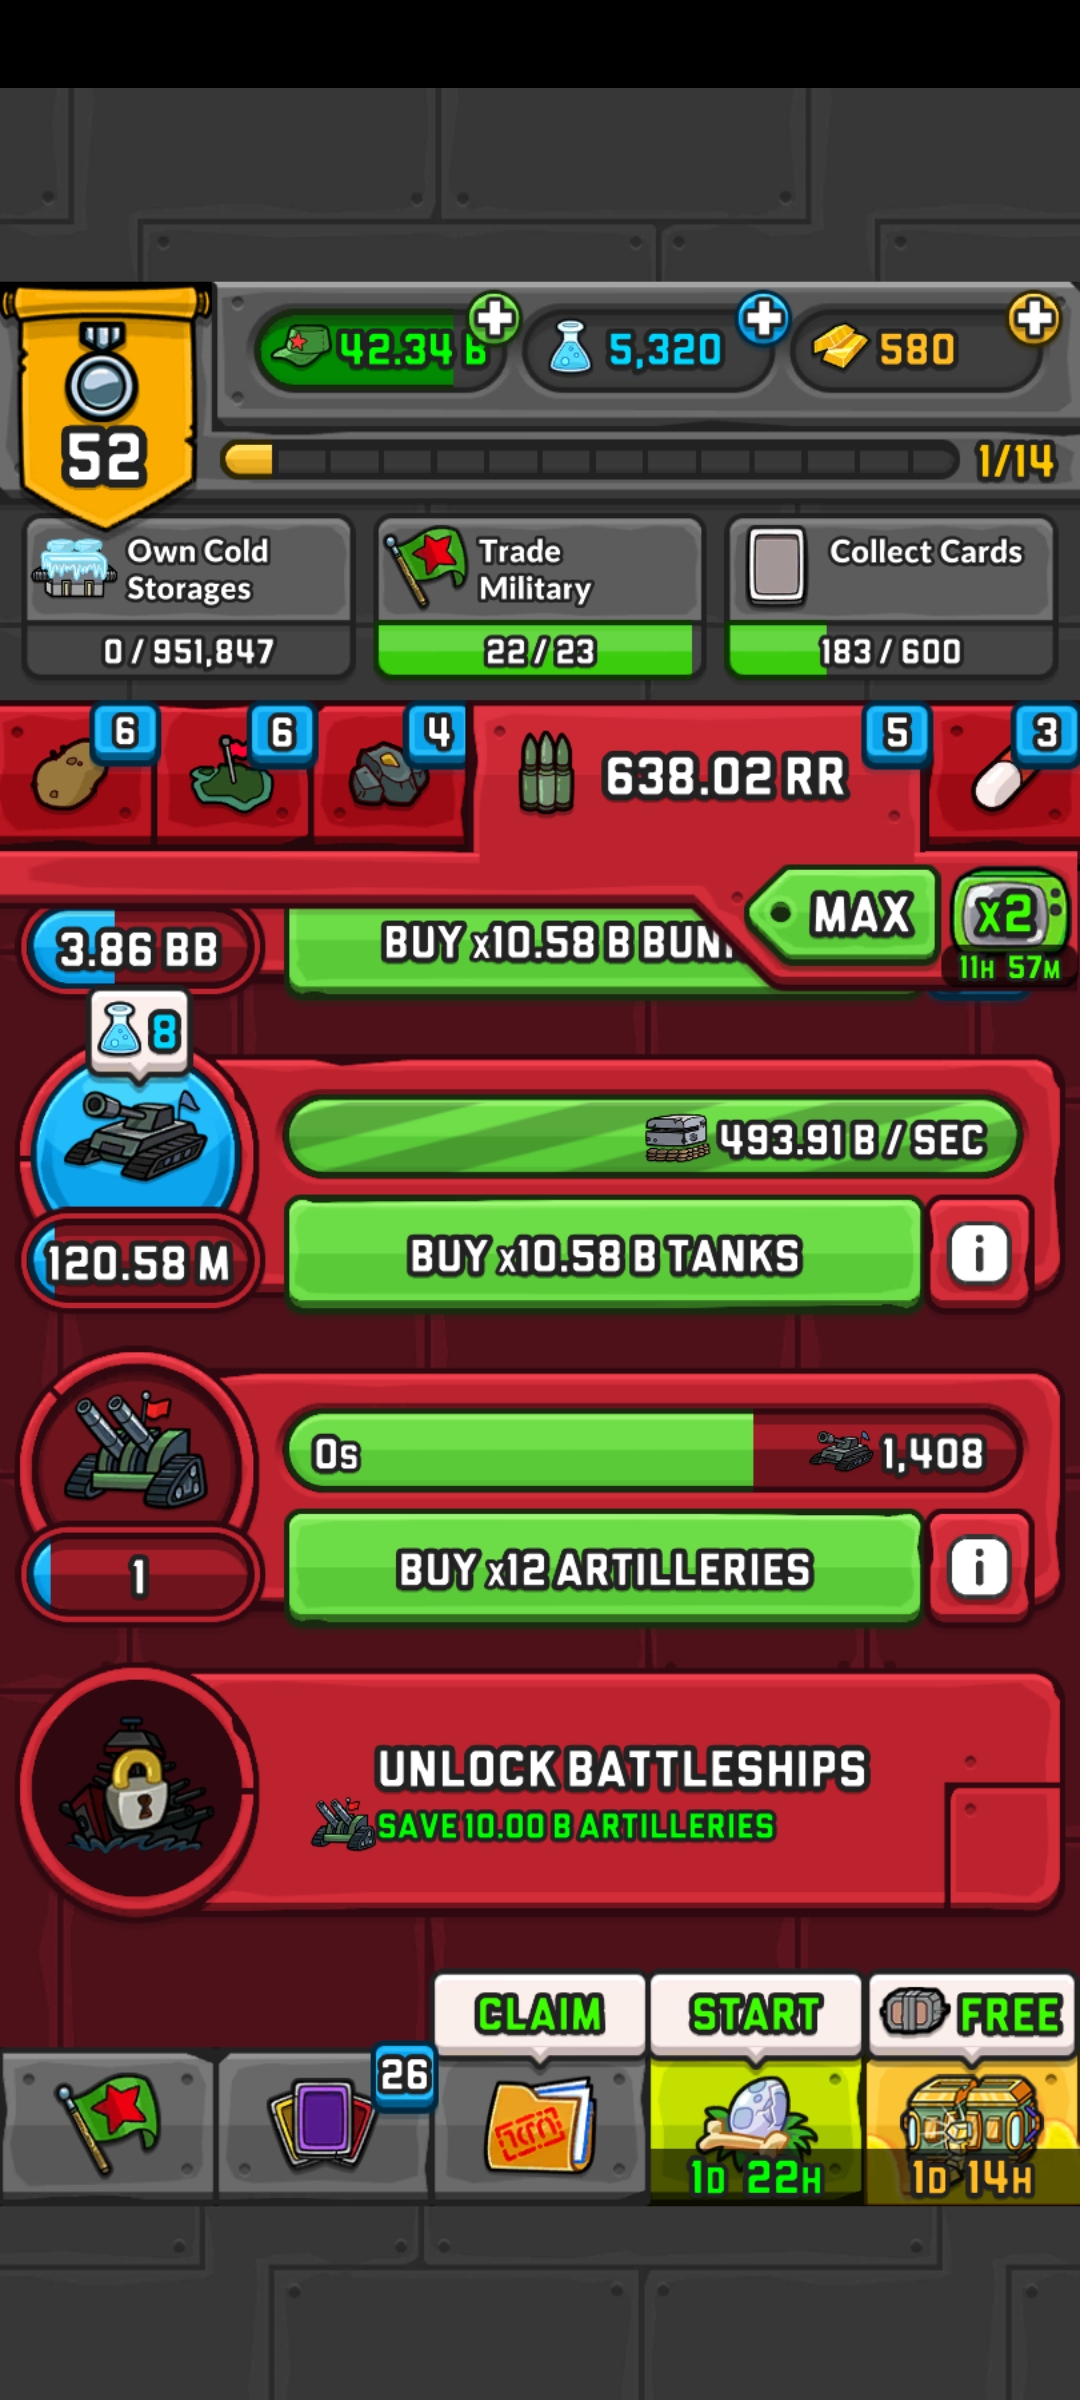 42.34 B
5,320
580
52
1/14
Own Cold
Storages
Trade
Military
Collect Cards
0 / 951,847
22 / 23
183 / 600
6
6
4
638.02 RR
5
3
MAX
x2
11H 57M
3.86 BB
BUY x10.58 B BUN
8
493.91 B / SEC
120.58 M
BUY x10.58 B TANKS
i
0s
1,408
1
BUY x12 ARTILLERIES
i
UNLOCK BATTLESHIPS
SAVE 10.00 B ARTILLERIES
CLAIM
START
FREE
26
1D 22H
1D 14H